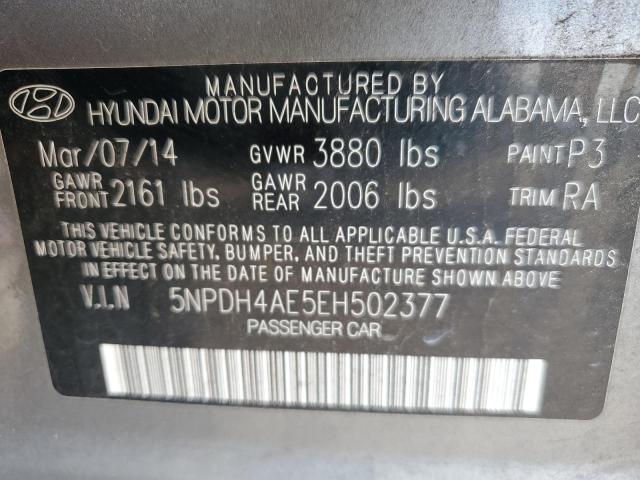 MANUFACTURED BY
HYUNDAI MOTOR MANUFACTURING ALABAMA, LLC
Mar/07/14 GVWR 3880 lbs PAINT P3
GAWR FRONT 2161 lbs GAWR REAR 2006 lbs TRIM RA
THIS VEHICLE CONFORMS TO ALL APPLICABLE U.S.A. FEDERAL
MOTOR VEHICLE SAFETY, BUMPER, AND THEFT PREVENTION STANDARDS
IN EFFECT ON THE DATE OF MANUFACTURE SHOWN ABOVE
V.I.N 5NPDH4AE5EH502377
PASSENGER CAR